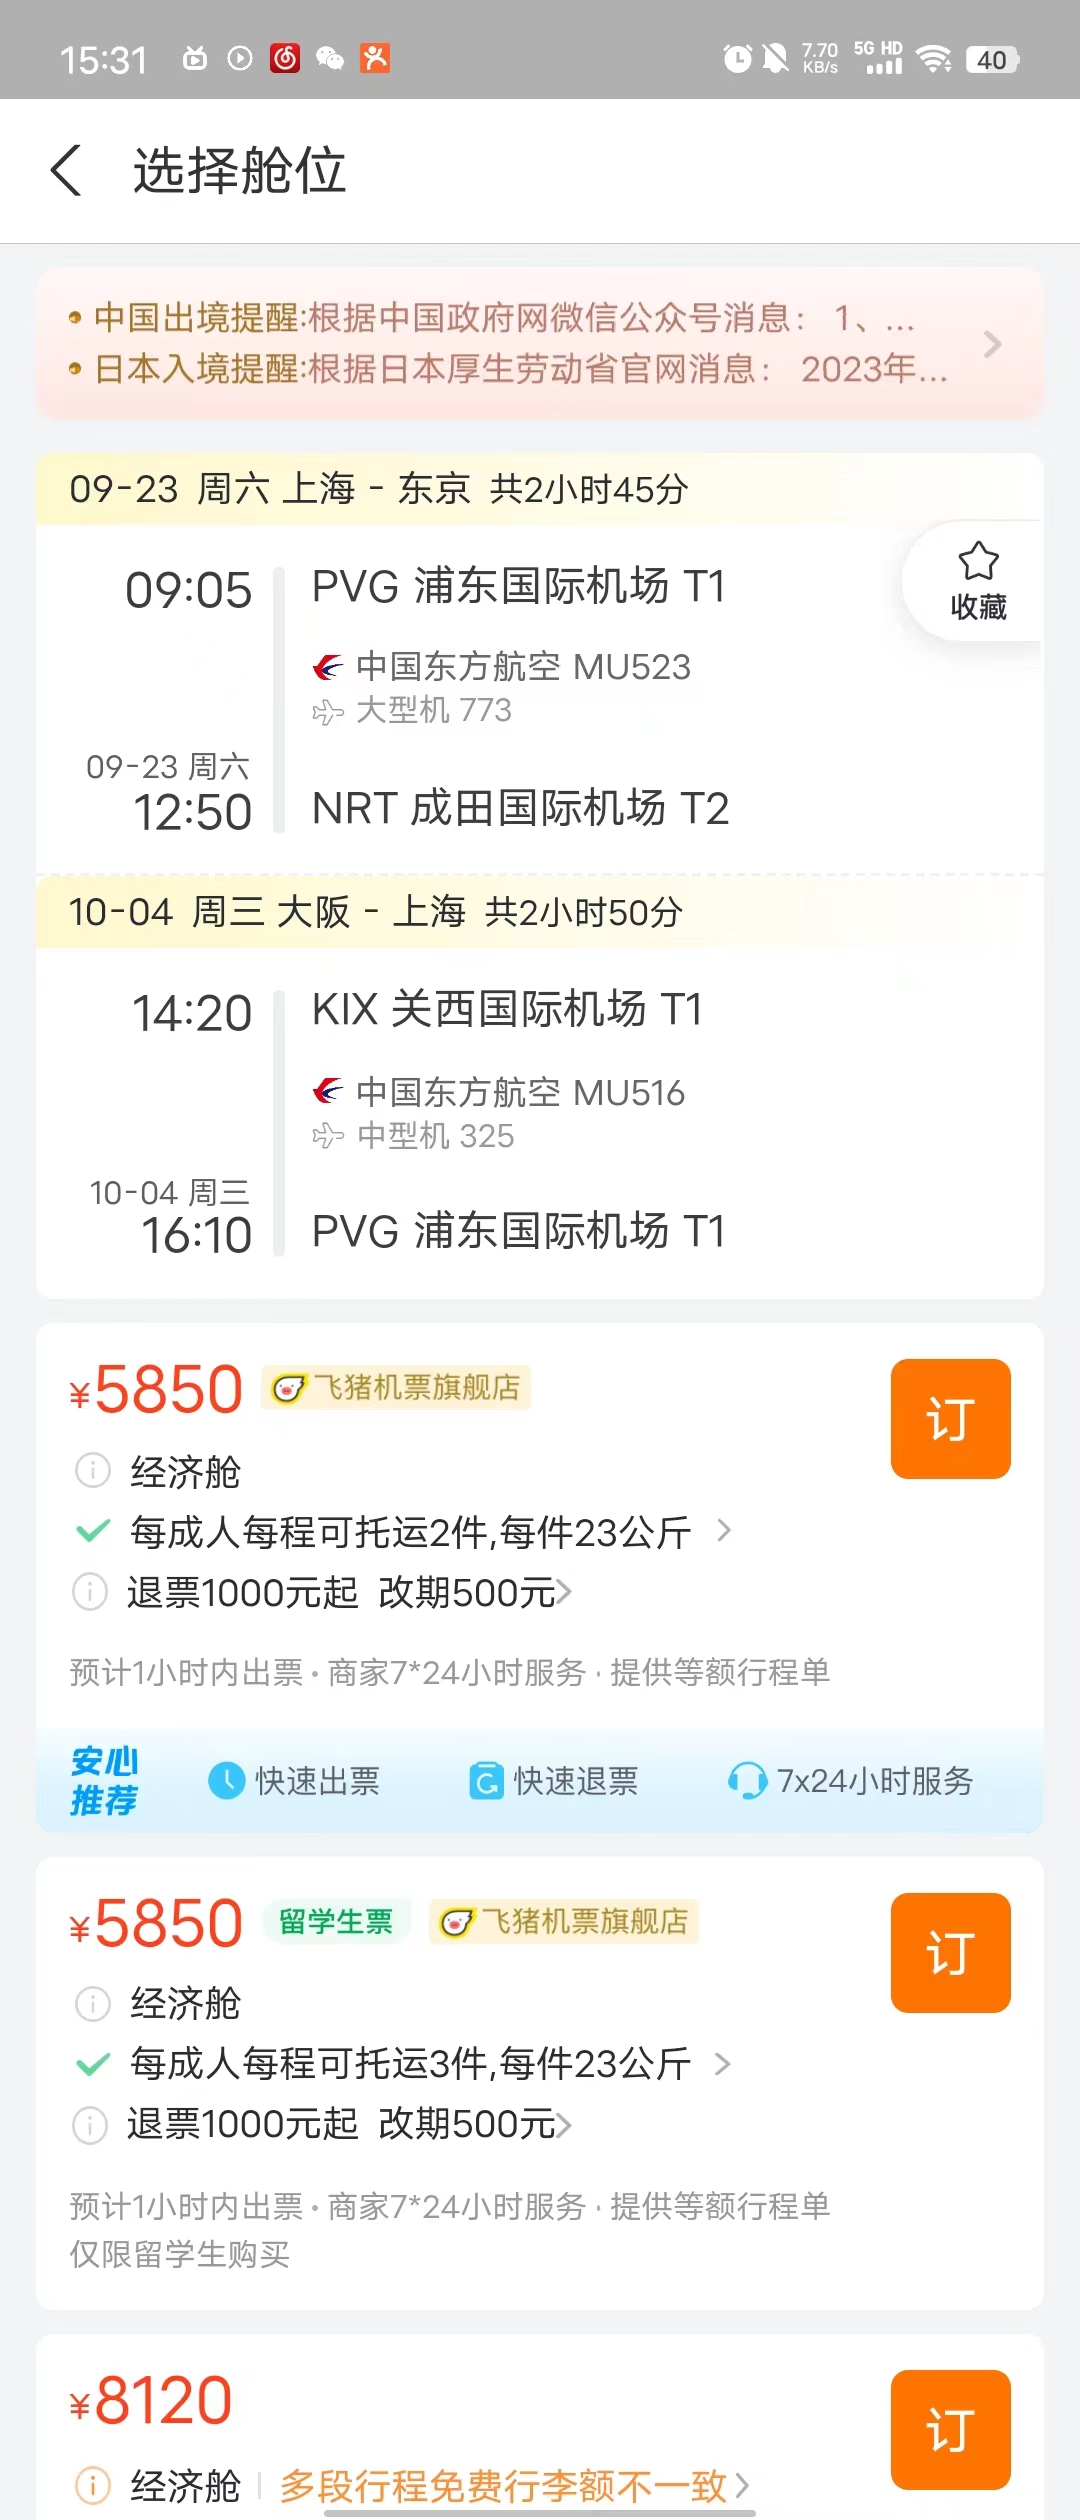 15:31
7.70 KB/s 5G HD 40
选择舱位
中国出境提醒:根据中国政府网微信公众号消息： 1、...
日本入境提醒:根据日本厚生劳动省官网消息： 2023年...
09-23 周六 上海 - 东京 共2小时45分
09:05 PVG 浦东国际机场 T1
收藏
中国东方航空 MU523
大型机 773
09-23 周六
12:50 NRT 成田国际机场 T2
10-04 周三 大阪 - 上海 共2小时50分
14:20 KIX 关西国际机场 T1
中国东方航空 MU516
中型机 325
10-04 周三
16:10 PVG 浦东国际机场 T1
¥5850 飞猪机票旗舰店
订
经济舱
每成人每程可托运2件,每件23公斤
退票1000元起 改期500元
预计1小时内出票·商家7*24小时服务·提供等额行程单
安心推荐 快速出票 快速退票 7x24小时服务
¥5850 留学生票 飞猪机票旗舰店
订
经济舱
每成人每程可托运3件,每件23公斤
退票1000元起 改期500元
预计1小时内出票·商家7*24小时服务·提供等额行程单
仅限留学生购买
¥8120
订
经济舱 多段行程免费行李额不一致